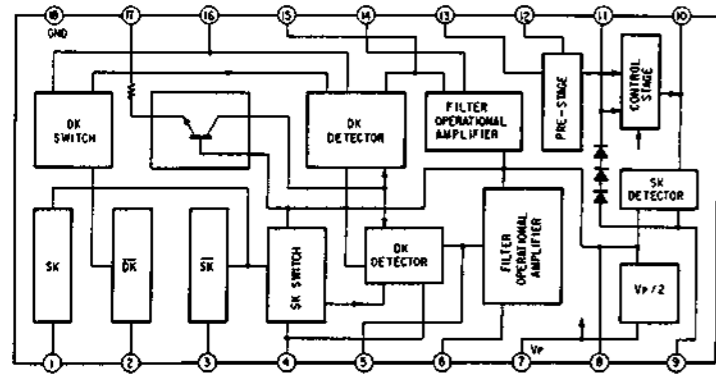 18 17 16 15 14 13 12 11 10
GND
DK
SWITCH
DK
DETECTOR
FILTER
OPERATIONAL
AMPLIFIER
PRE-STAGE
CONTROL
STAGE
SK
DETECTOR
SK
DK
SK
SK SWITCH
DK
DETECTOR
FILTER
OPERATIONAL
AMPLIFIER
VP/2
VP
1 2 3 4 5 6 7 8 9